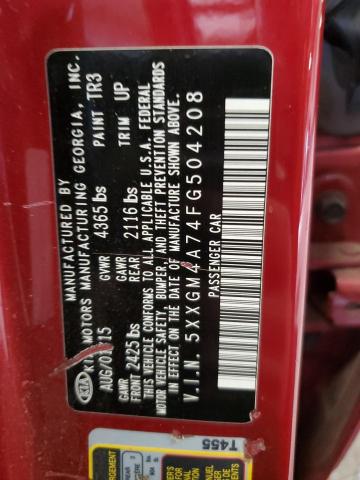 MANUFACTURED BY
KIA KIA MOTORS MANUFACTURING GEORGIA, INC.
GVWR 4365 lbs PAINT TR3
GAWR FRONT 2425 lbs GAWR REAR 2116 lbs TRIM UP
THIS VEHICLE CONFORMS TO ALL APPLICABLE U.S.A. FEDERAL
MOTOR VEHICLE SAFETY, BUMPER, AND THEFT PREVENTION STANDARDS
IN EFFECT ON THE DATE OF MANUFACTURE SHOWN ABOVE.
V.I.N. 5XXGM4A74FG504208
PASSENGER CAR
T455